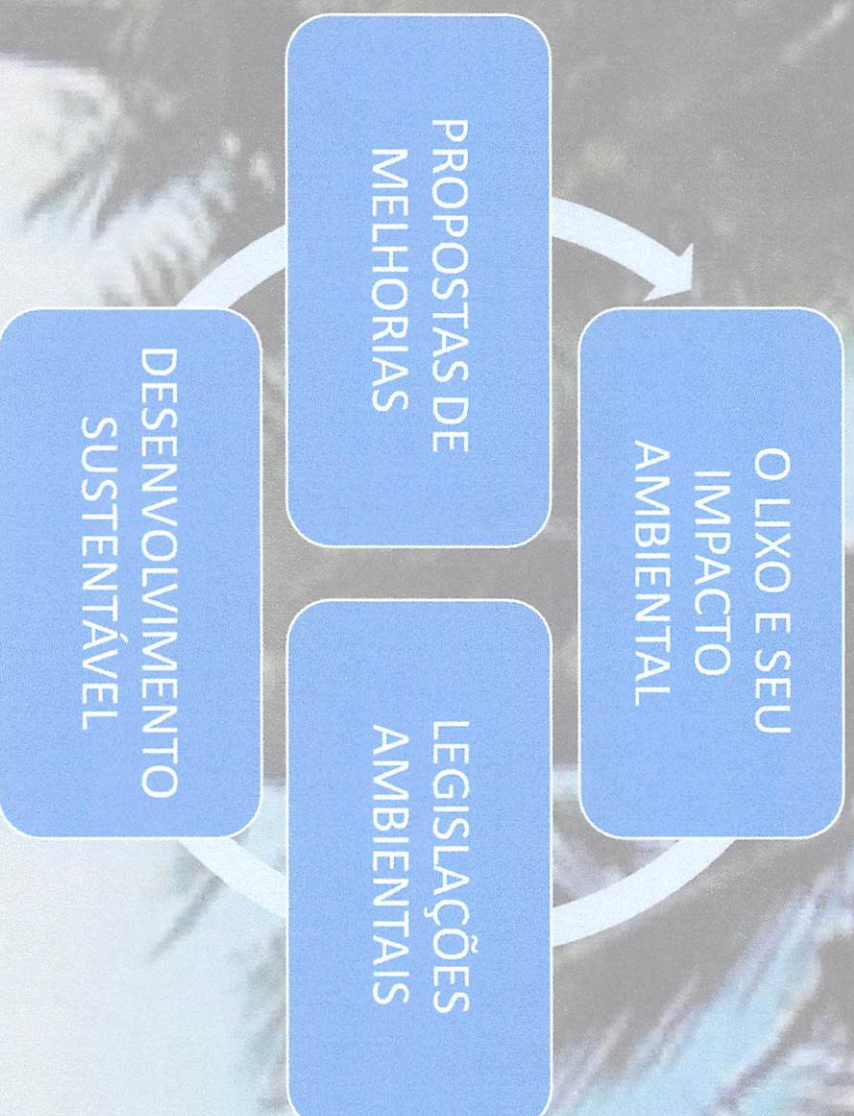 O LIXO E SEU
IMPACTO
AMBIENTAL
LEGISLAÇÕES
AMBIENTAIS
DESENVOLVIMENTO
SUSTENTÁVEL
PROPOSTAS DE
MELHORIAS